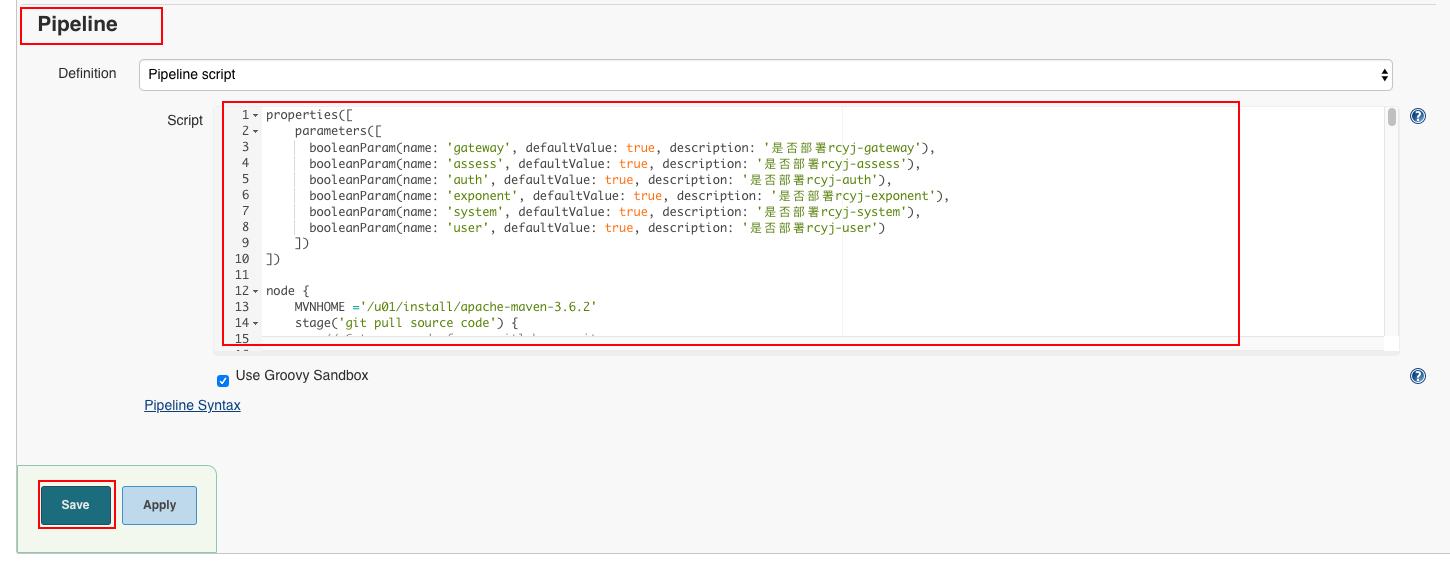 Pipeline
Definition
Pipeline script
Script
1 properties([
2 parameters([
3 booleanParam(name: 'gateway', defaultValue: true, description: '是否部署rcyj-gateway'),
4 booleanParam(name: 'assess', defaultValue: true, description: '是否部署rcyj-assess'),
5 booleanParam(name: 'auth', defaultValue: true, description: '是否部署rcyj-auth'),
6 booleanParam(name: 'exponent', defaultValue: true, description: '是否部署rcyj-exponent'),
7 booleanParam(name: 'system', defaultValue: true, description: '是否部署rcyj-system'),
8 booleanParam(name: 'user', defaultValue: true, description: '是否部署rcyj-user')
9 ])
10 ])
11
12 node {
13 MVNHOME ='/u01/install/apache-maven-3.6.2'
14 stage('git pull source code') {
15
Use Groovy Sandbox
Pipeline Syntax
Save Apply